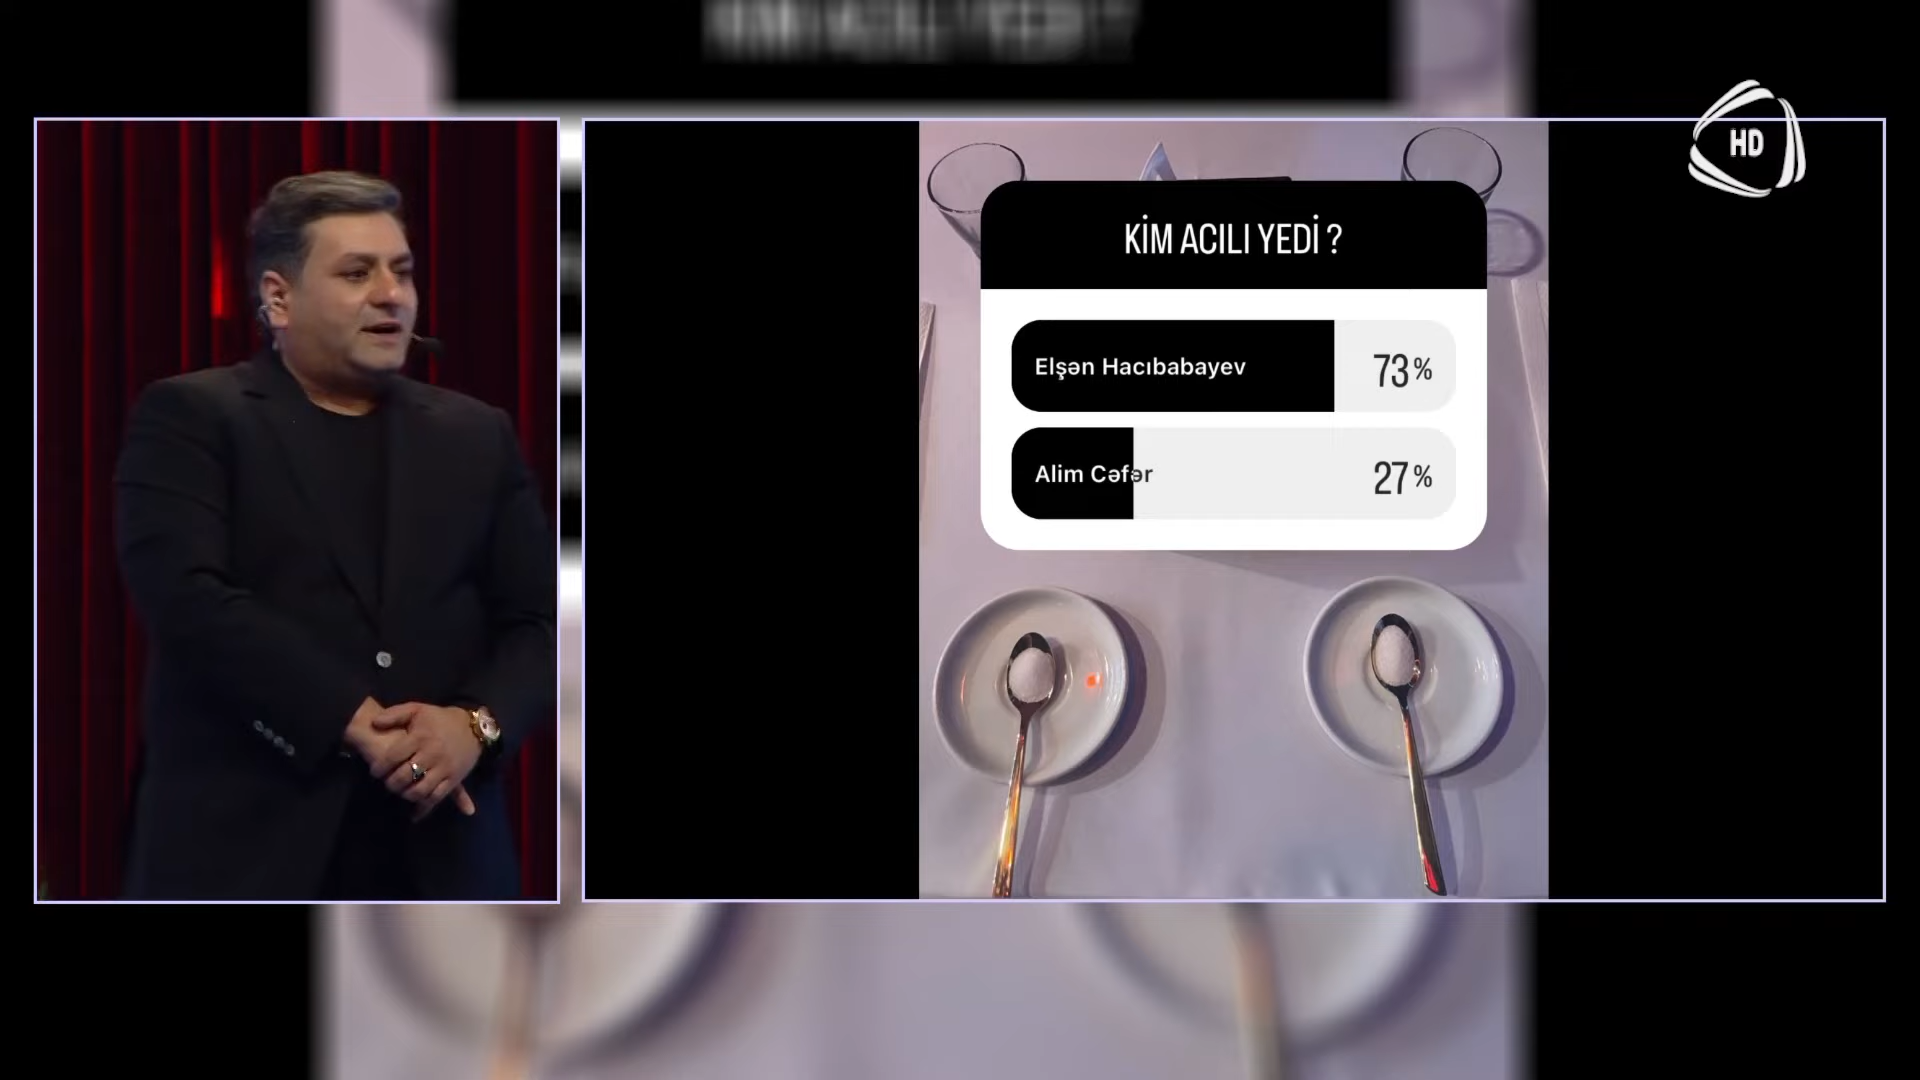 HD
KİM ACILI YEDİ ?
Elşən Hacıbabayev 73%
Alim Cəfər 27%